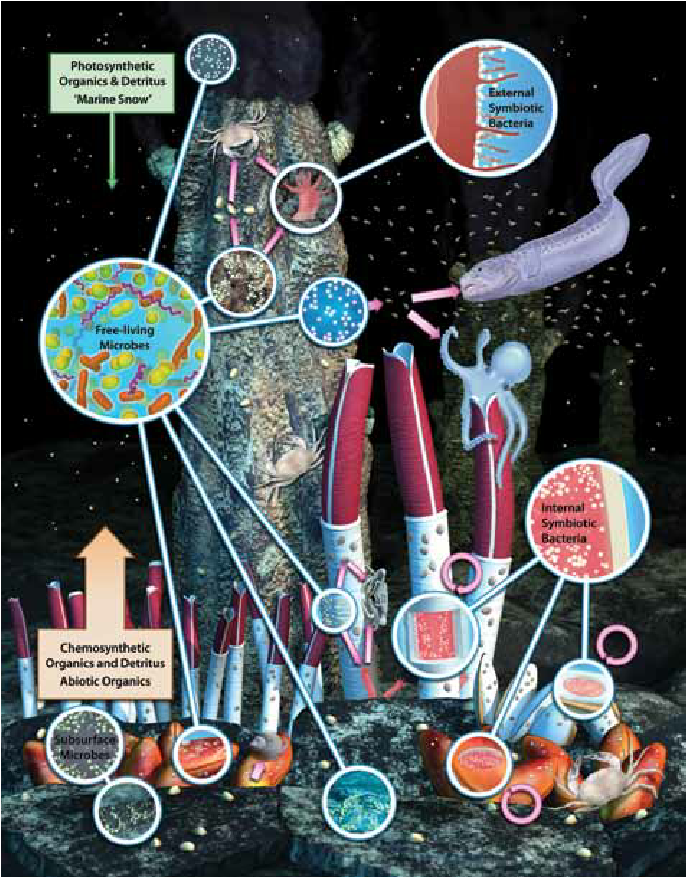 Photosynthetic
Organics & Detritus
'Marine Snow'
External
Symbiotic
Bacteria
Free-living
Microbes
Internal
Symbiotic
Bacteria
Chemosynthetic
Organics and Detritus
Abiotic Organics
Subsurface
Microbes